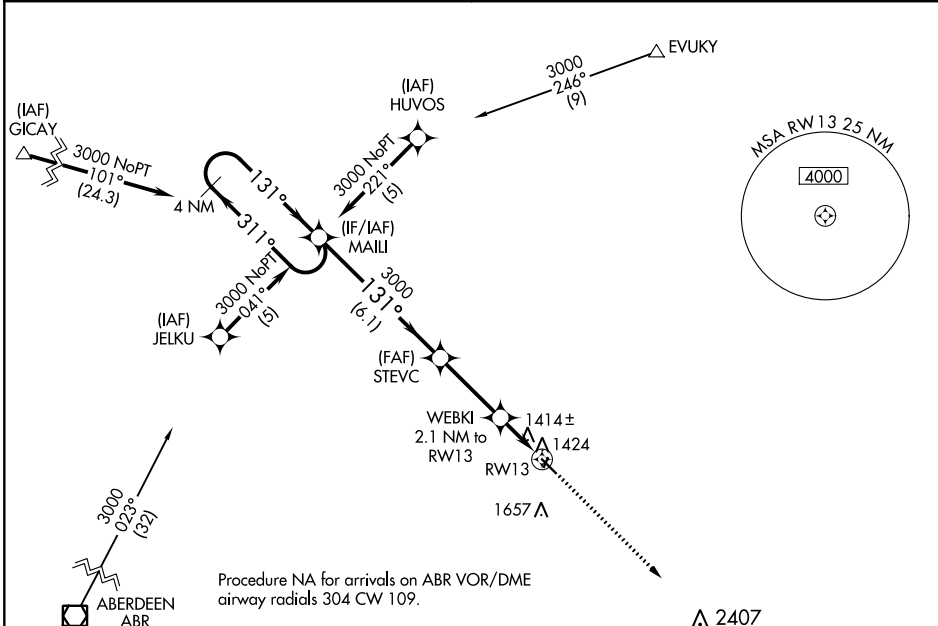 EVUKY
3000
246°
(9)
(IAF)
HUVOS
(IAF)
GICAY
3000 NoPT
101°
(24.3)
4 NM
131°
311°
3000 NoPT
221°
(5)
(IF/IAF)
MAILI
MSA RW13 25 NM
4000
3000 NoPT
041°
(5)
(IAF)
JELKU
3000
131°
(6.1)
(FAF)
STEVC
WEBKI
2.1 NM to
RW13
1414±
1424
RW13
1657
3000
023°
(32)
ABERDEEN
ABR
Procedure NA for arrivals on ABR VOR/DME
airway radials 304 CW 109.
2407